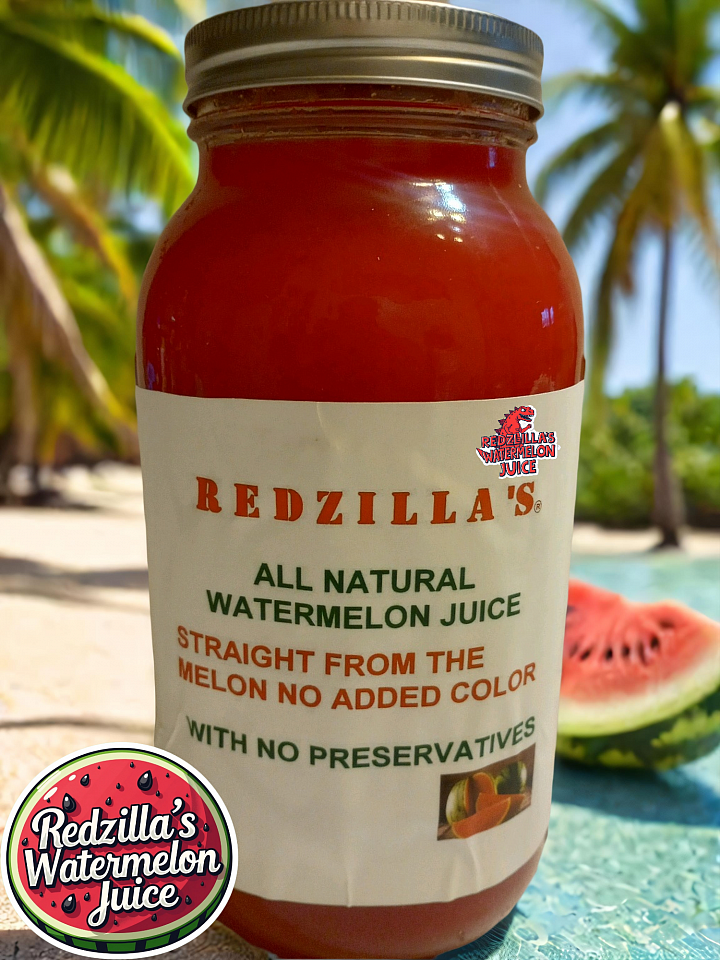 REDZILLA'S
WATERMELON
JUICE
REDZILLA'S®
ALL NATURAL
WATERMELON JUICE
STRAIGHT FROM THE
MELON NO ADDED COLOR
WITH NO PRESERVATIVES
Redzilla's
Watermelon
Juice